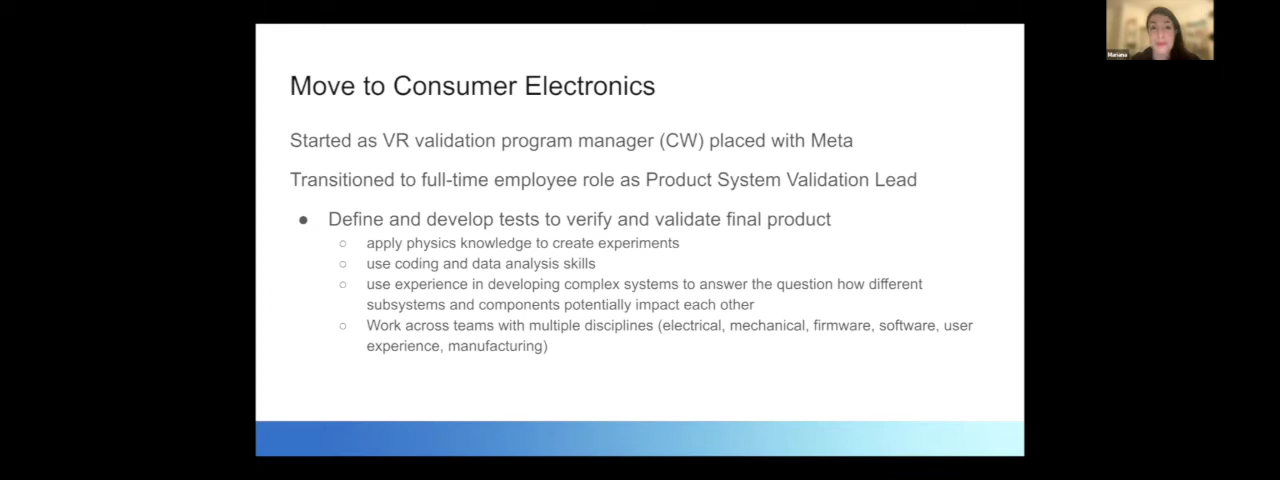 Move to Consumer Electronics
Started as VR validation program manager (CW) placed with Meta
Transitioned to full-time employee role as Product System Validation Lead
● Define and develop tests to verify and validate final product
○ apply physics knowledge to create experiments
○ use coding and data analysis skills
○ use experience in developing complex systems to answer the question how different
subsystems and components potentially impact each other
○ Work across teams with multiple disciplines (electrical, mechanical, firmware, software, user
experience, manufacturing)
Mariana